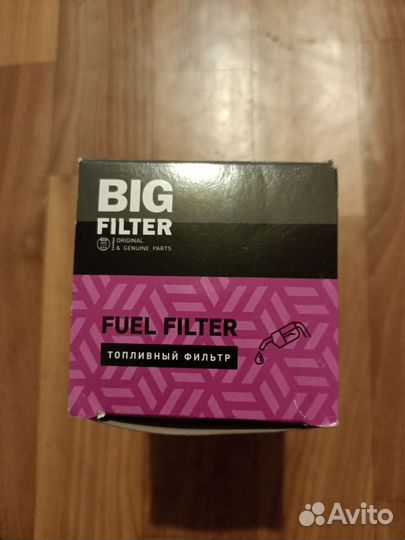 BIG
FILTER
ORIGINAL
& GENUINE PARTS
FUEL FILTER
ТОПЛИВНЫЙ ФИЛЬТР
Avito